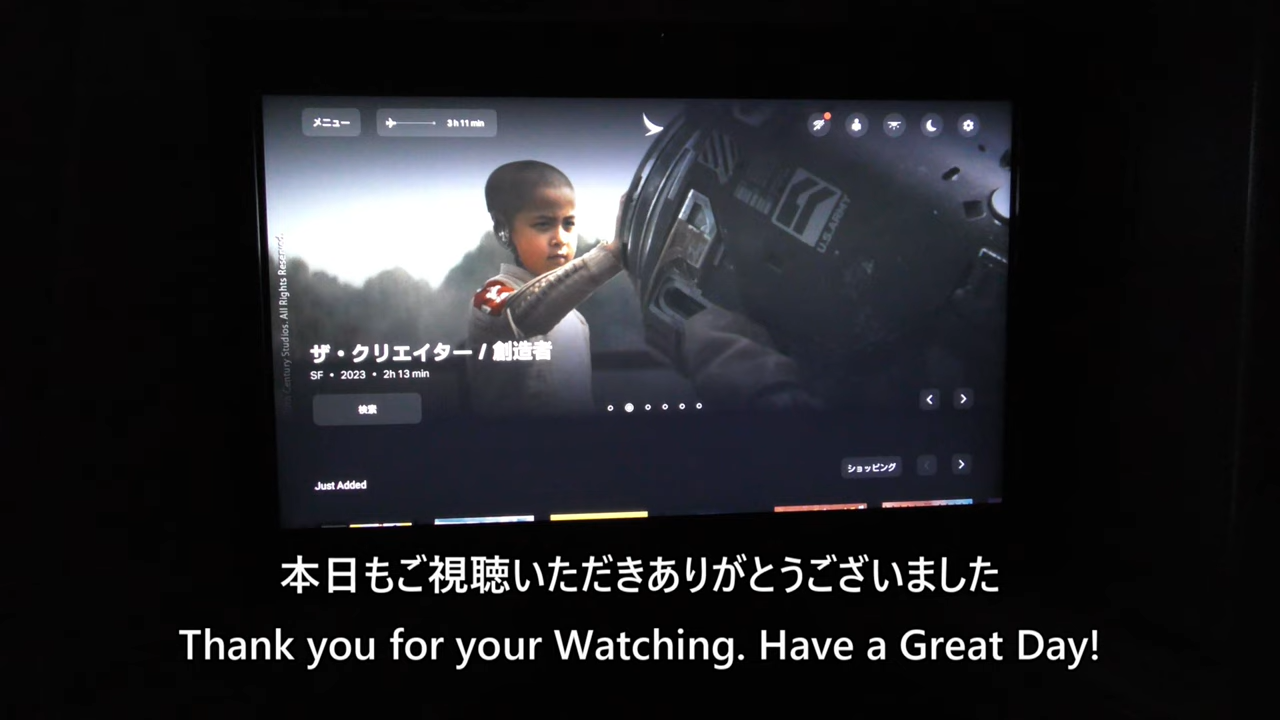 メニュー
3 h 11 min
U.S.ARMY
Century Studios. All Rights Reserved.
ザ・クリエイター / 創造者
SF • 2023 • 2h 13 min
検索
ショッピング
Just Added
本日もご視聴いただきありがとうございました
Thank you for your Watching. Have a Great Day!